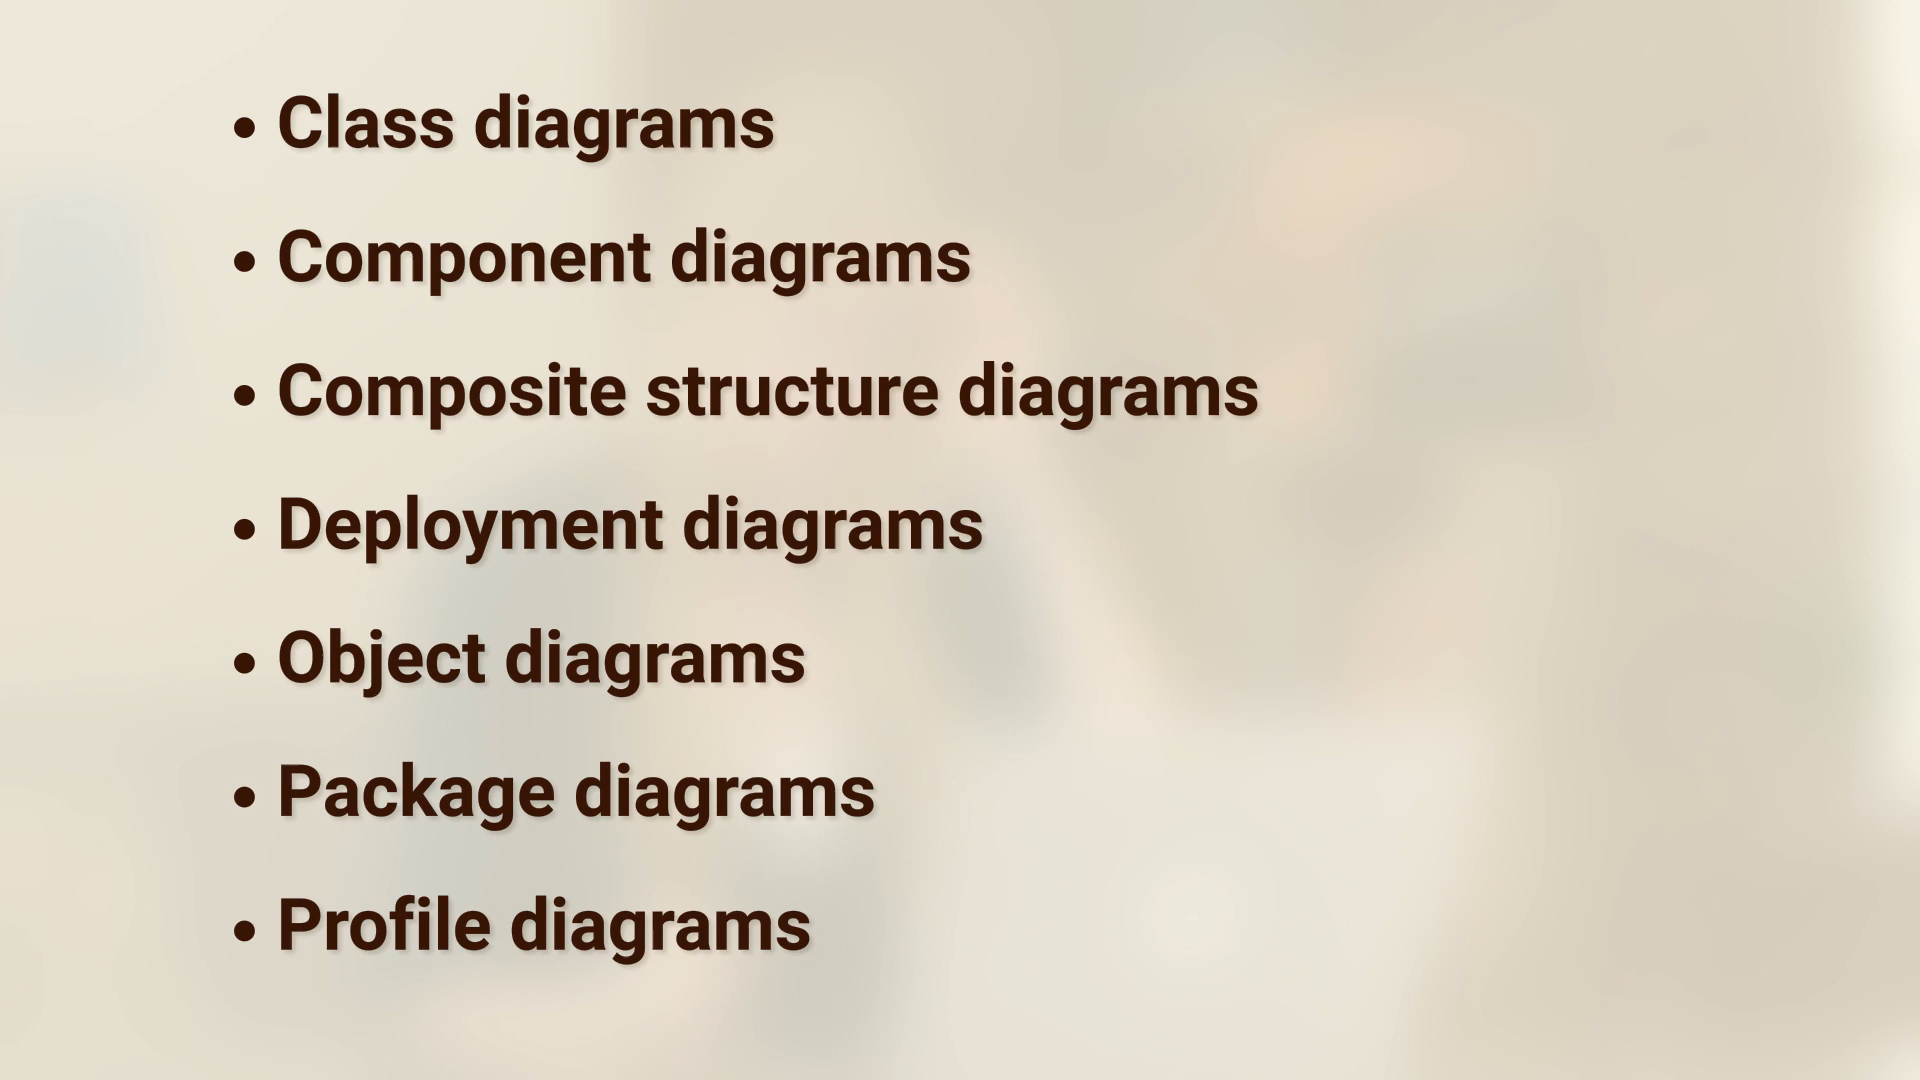 • Class diagrams
• Component diagrams
• Composite structure diagrams
• Deployment diagrams
• Object diagrams
• Package diagrams
• Profile diagrams